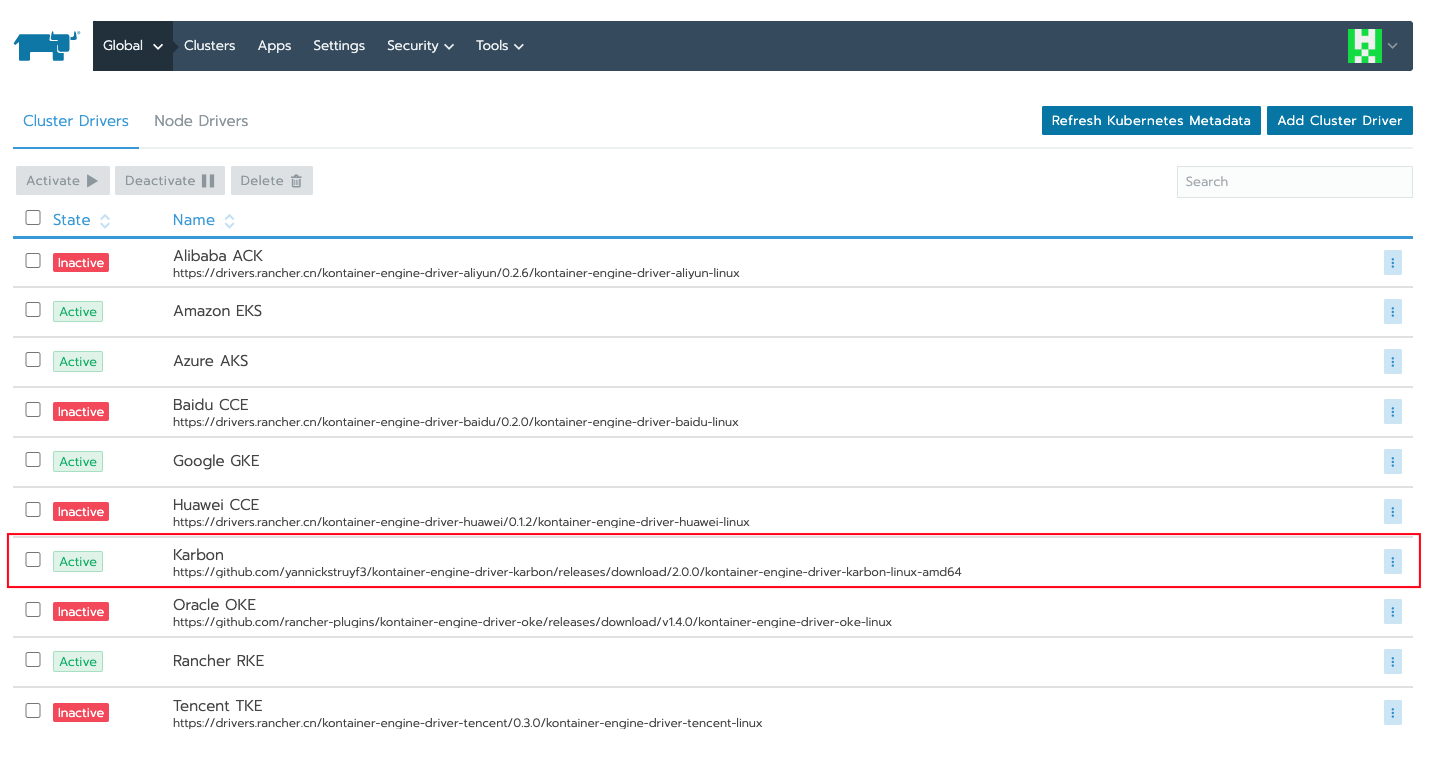 Global Clusters Apps Settings Security Tools
Cluster Drivers Node Drivers Refresh Kubernetes Metadata Add Cluster Driver
Activate Deactivate Delete Search
State Name
Inactive Alibaba ACK
https://drivers.rancher.cn/kontainer-engine-driver-aliyun/0.2.6/kontainer-engine-driver-aliyun-linux
Active Amazon EKS
Active Azure AKS
Inactive Baidu CCE
https://drivers.rancher.cn/kontainer-engine-driver-baidu/0.2.0/kontainer-engine-driver-baidu-linux
Active Google GKE
Inactive Huawei CCE
https://drivers.rancher.cn/kontainer-engine-driver-huawei/0.1.2/kontainer-engine-driver-huawei-linux
Active Karbon
https://github.com/yannickstruyf3/kontainer-engine-driver-karbon/releases/download/2.0.0/kontainer-engine-driver-karbon-linux-amd64
Inactive Oracle OKE
https://github.com/rancher-plugins/kontainer-engine-driver-oke/releases/download/v1.4.0/kontainer-engine-driver-oke-linux
Active Rancher RKE
Inactive Tencent TKE
https://drivers.rancher.cn/kontainer-engine-driver-tencent/0.3.0/kontainer-engine-driver-tencent-linux